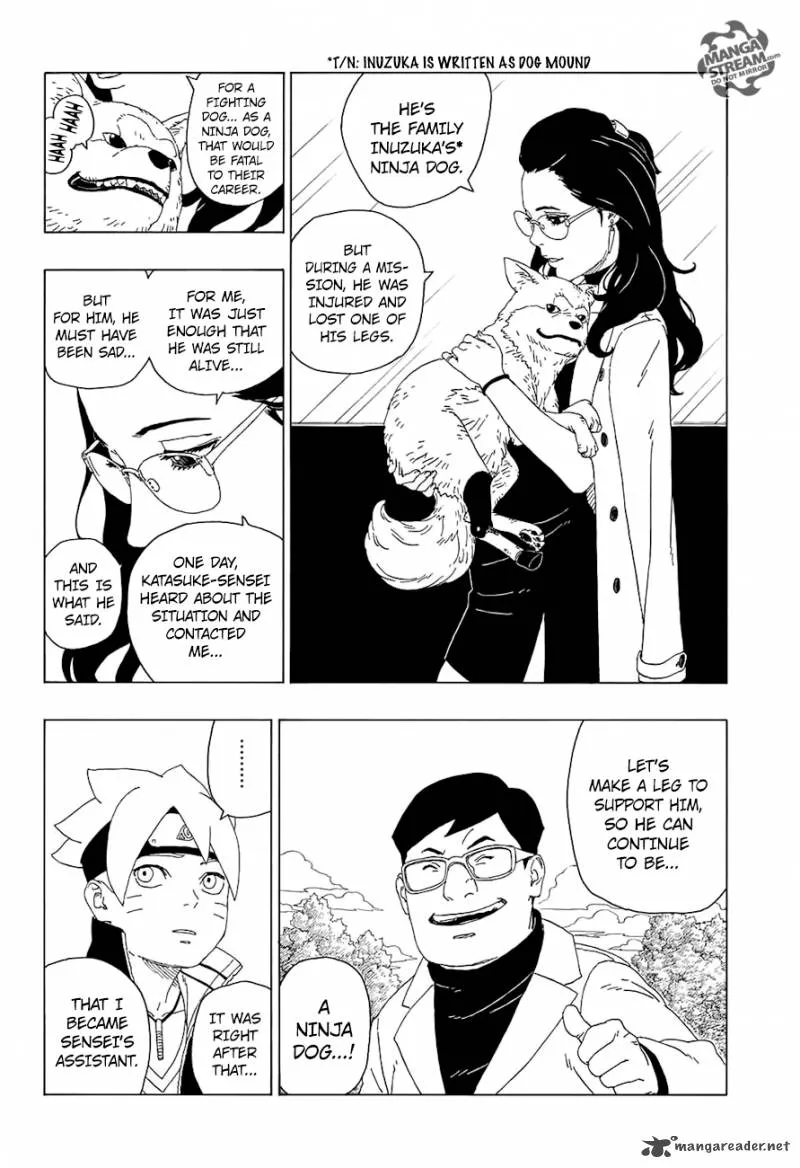 *T/N: INUZUKA IS WRITTEN AS DOG MOUND
MANGA
STREAM.COM
DO NOT MIRROR
HE'S
THE FAMILY
INUZUKA'S*
NINJA DOG.
BUT
DURING A MIS-
SION, HE WAS
INJURED AND
LOST ONE OF
HIS LEGS.
FOR A
FIGHTING
DOG... AS A
NINJA DOG,
THAT WOULD
BE FATAL
TO THEIR
CAREER.
HAAH HAAH
FOR ME,
IT WAS JUST
ENOUGH THAT
HE WAS STILL
ALIVE...
BUT
FOR HIM, HE
MUST HAVE
BEEN SAD...
ONE DAY,
KATASUKE-SENSEI
HEARD ABOUT THE
SITUATION AND
CONTACTED
ME...
AND
THIS IS
WHAT HE
SAID.
LET'S
MAKE A LEG TO
SUPPORT HIM,
SO HE CAN
CONTINUE
TO BE...
A
NINJA
DOG...!
.........
IT WAS
RIGHT
AFTER
THAT...
THAT I
BECAME
SENSEI'S
ASSISTANT.
mangareader.net